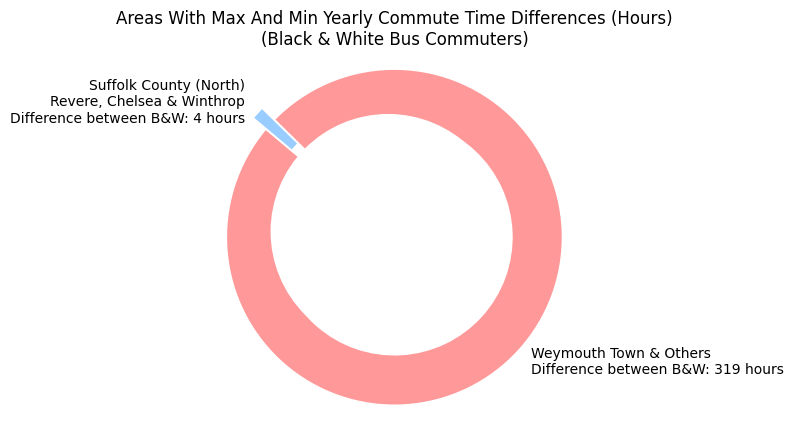 Areas With Max And Min Yearly Commute Time Differences (Hours)
(Black & White Bus Commuters)
Suffolk County (North)
Revere, Chelsea & Winthrop
Difference between B&W: 4 hours
Weymouth Town & Others
Difference between B&W: 319 hours